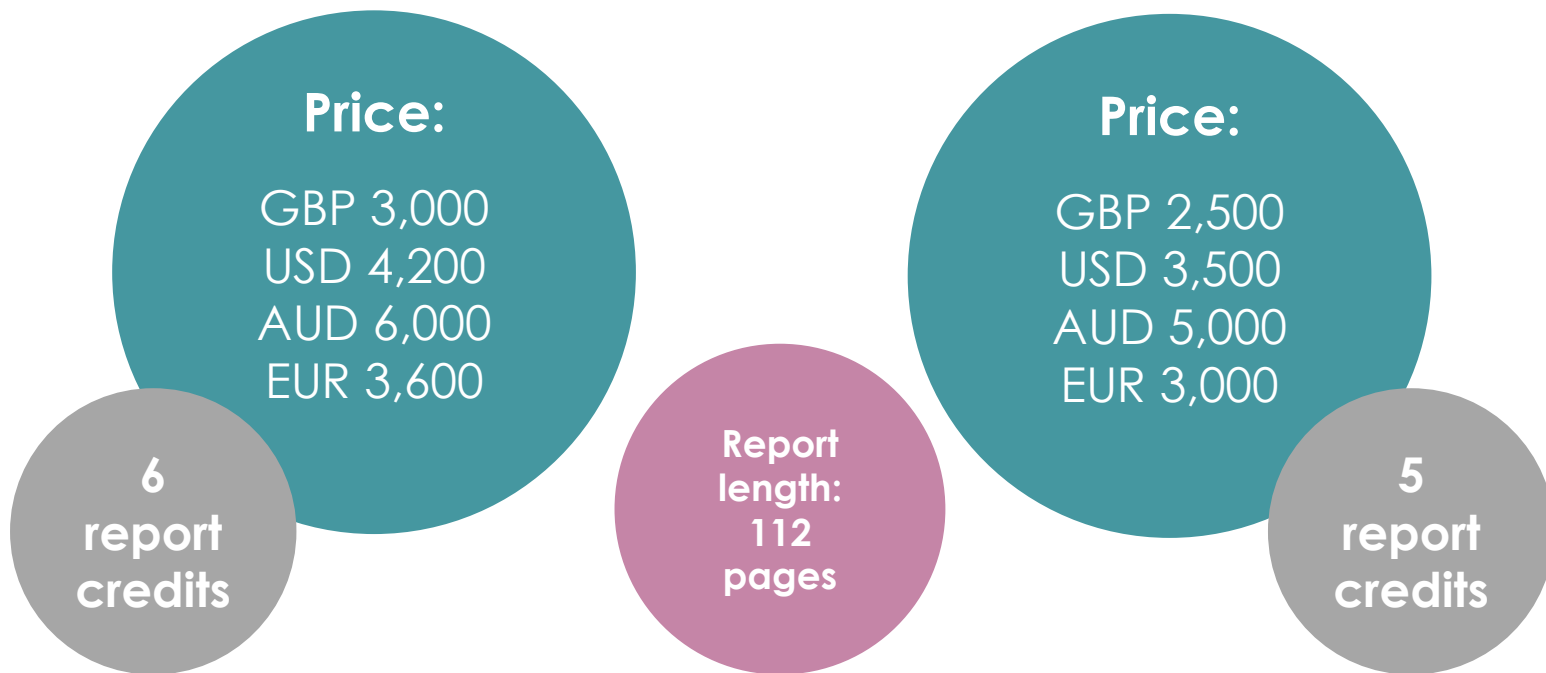 Price:
GBP 3,000
USD 4,200
AUD 6,000
EUR 3,600
6
report
credits
Report
length:
112
pages
Price:
GBP 2,500
USD 3,500
AUD 5,000
EUR 3,000
5
report
credits